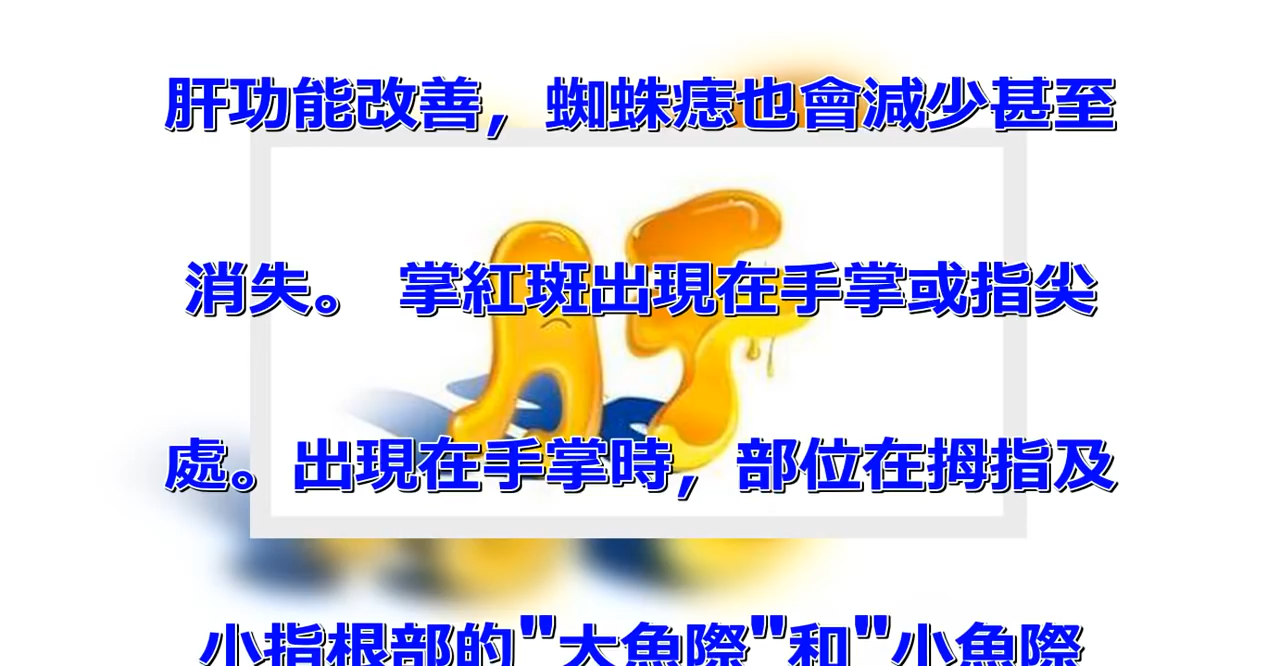 肝功能改善，蜘蛛痣也會減少甚至
消失。 掌紅斑出現在手掌或指尖
處。出現在手掌時，部位在拇指及
小指根部的"大魚際"和"小魚際